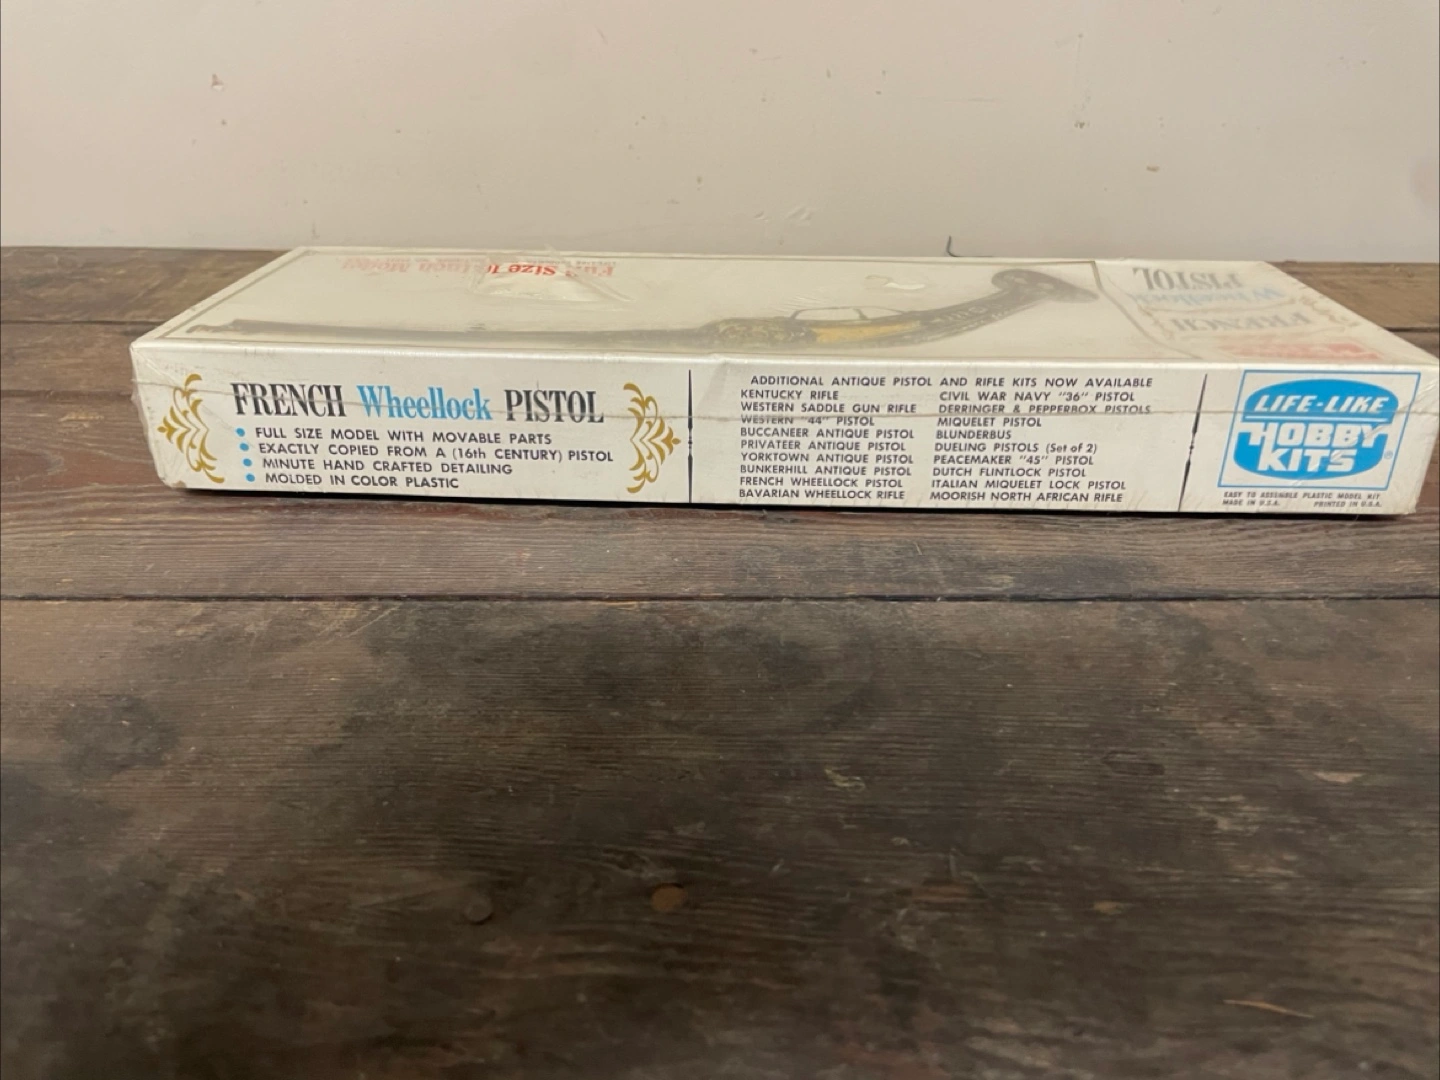 FRENCH Wheellock PISTOL
• FULL SIZE MODEL WITH MOVABLE PARTS
• EXACTLY COPIED FROM A (16th CENTURY) PISTOL
• MINUTE HAND CRAFTED DETAILING
• MOLDED IN COLOR PLASTIC
ADDITIONAL ANTIQUE PISTOL AND RIFLE KITS NOW AVAILABLE
KENTUCKY RIFLE
WESTERN SADDLE GUN RIFLE
WESTERN "44" PISTOL
BUCCANEER ANTIQUE PISTOL
PRIVATEER ANTIQUE PISTOL
YORKTOWN ANTIQUE PISTOL
BUNKERHILL ANTIQUE PISTOL
FRENCH WHEELLOCK PISTOL
BAVARIAN WHEELLOCK RIFLE
CIVIL WAR NAVY "36" PISTOL
DERRINGER & PEPPERBOX PISTOLS
MIQUELET PISTOL
BLUNDERBUS
DUELING PISTOLS (Set of 2)
PEACEMAKER "45" PISTOL
DUTCH FLINTLOCK PISTOL
ITALIAN MIQUELET LOCK PISTOL
MOORISH NORTH AFRICAN RIFLE
LIFE-LIKE
HOBBY
KITS
®
EASY TO ASSEMBLE PLASTIC MODEL KIT
MADE IN U.S.A. PRINTED IN U.S.A.
FRENCH
Wheellock
PISTOL
Size